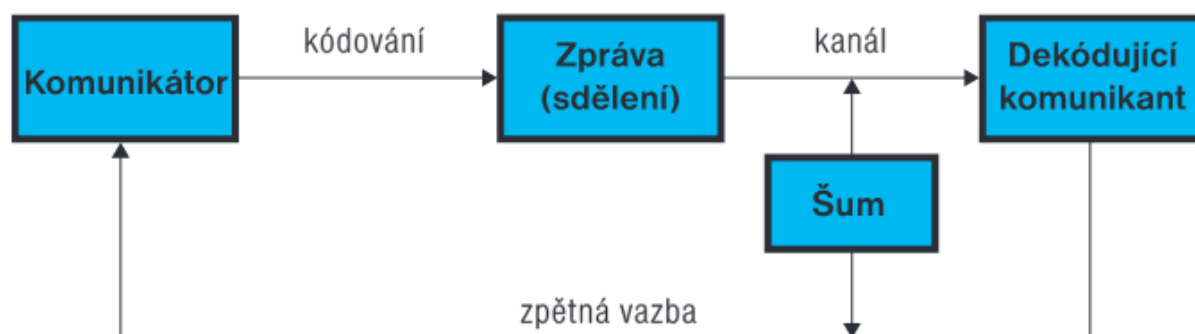 Komunikátor
kódování
Zpráva
(sdělení)
kanál
Dekódující
komunikant
Šum
zpětná vazba